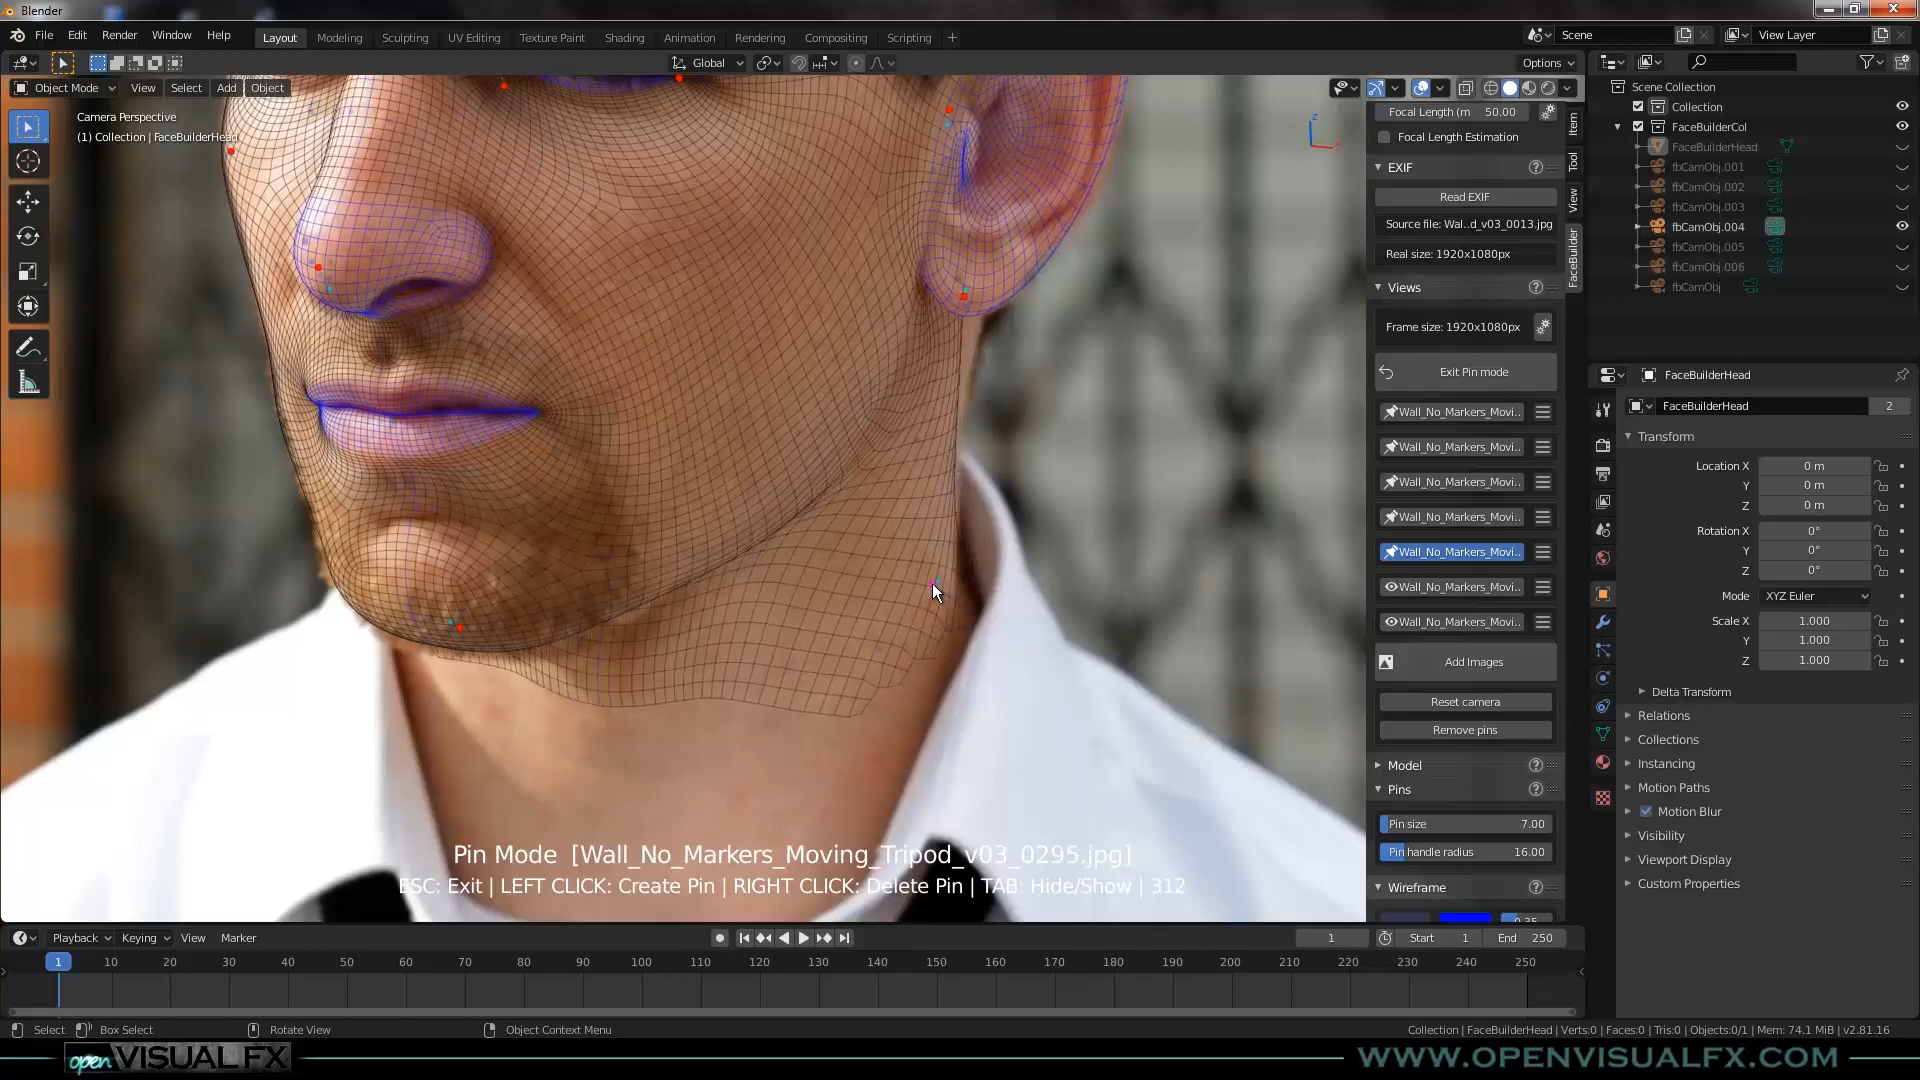 Blender
File Edit Render Window Help
Layout Modeling Sculpting UV Editing Texture Paint Shading Animation Rendering Compositing Scripting +
Scene View Layer
Global Options
Object Mode View Select Add Object
Camera Perspective
(1) Collection | FaceBuilderHead
Z
Focal Length (m 50.00
Focal Length Estimation
EXIF
Read EXIF
Source file: Wal..d_v03_0013.jpg
Real size: 1920x1080px
Views
Frame size: 1920x1080px
Exit Pin mode
Wall_No_Markers_Movi..
Wall_No_Markers_Movi..
Wall_No_Markers_Movi..
Wall_No_Markers_Movi..
Wall_No_Markers_Movi..
Wall_No_Markers_Movi..
Wall_No_Markers_Movi..
Add Images
Reset camera
Remove pins
Model
Pins
Pin size 7.00
Pin handle radius 16.00
Wireframe
0.35
Item
Tool
View
FaceBuilder
Scene Collection
Collection
FaceBuilderCol
FaceBuilderHead
fbCamObj.001
fbCamObj.002
fbCamObj.003
fbCamObj.004
fbCamObj.005
fbCamObj.006
fbCamObj
FaceBuilderHead
FaceBuilderHead 2
Transform
Location X 0 m
Y 0 m
Z 0 m
Rotation X 0°
Y 0°
Z 0°
Mode XYZ Euler
Scale X 1.000
Y 1.000
Z 1.000
Delta Transform
Relations
Collections
Instancing
Motion Paths
Motion Blur
Visibility
Viewport Display
Custom Properties
Pin Mode [Wall_No_Markers_Moving_Tripod_v03_0295.jpg]
ESC: Exit | LEFT CLICK: Create Pin | RIGHT CLICK: Delete Pin | TAB: Hide/Show | 312
Playback Keying View Marker 1 Start 1 End 250
1 10 20 30 40 50 60 70 80 90 100 110 120 130 140 150 160 170 180 190 200 210 220 230 240 250
Select Box Select Rotate View Object Context Menu
Collection | FaceBuilderHead | Verts:0 | Faces:0 | Tris:0 | Objects:0/1 | Mem: 74.1 MiB | v2.81.16
open VISUALFX
WWW.OPENVISUALFX.COM